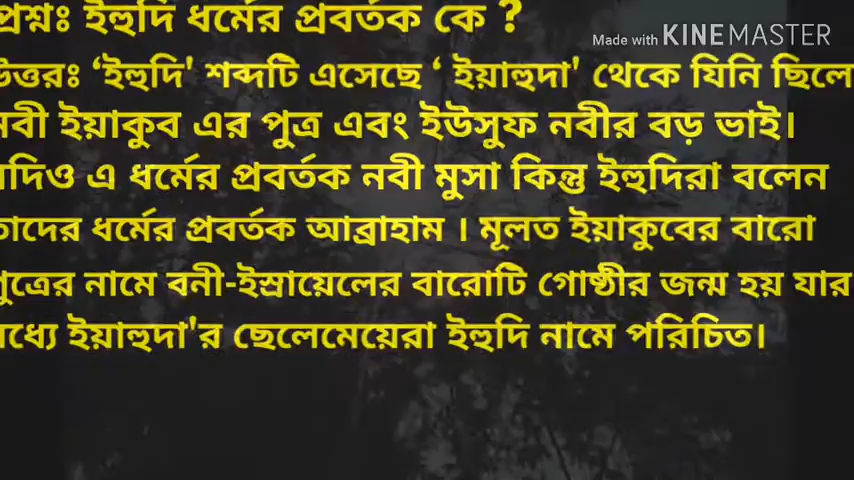 Made with KINEMASTER
প্রশ্নঃ ইহুদি ধর্মের প্রবর্তক কে ?
উত্তরঃ ‘ইহুদি' শব্দটি এসেছে ‘ ইয়াহুদা' থেকে যিনি ছিলে
নবী ইয়াকুব এর পুত্র এবং ইউসুফ নবীর বড় ভাই।
যদিও এ ধর্মের প্রবর্তক নবী মুসা কিন্তু ইহুদিরা বলেন
তাদের ধর্মের প্রবর্তক আব্রাহাম । মূলত ইয়াকুবের বারো
পুত্রের নামে বনী-ইস্রায়েলের বারোটি গোষ্ঠীর জন্ম হয় যার
মধ্যে ইয়াহুদা'র ছেলেমেয়েরা ইহুদি নামে পরিচিত।